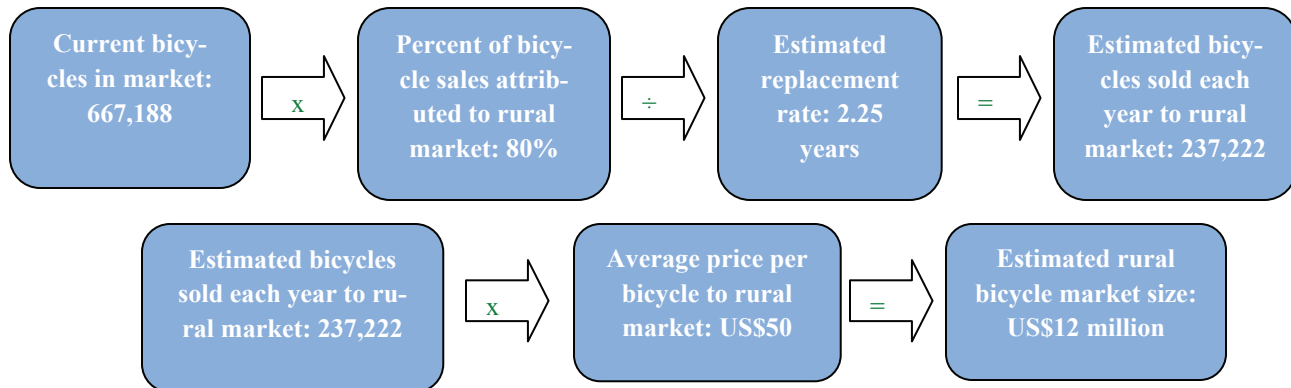 Current bicy-
cles in market:
667,188
x
Percent of bicy-
cle sales attrib-
uted to rural
market: 80%
÷
Estimated
replacement
rate: 2.25
years
=
Estimated bicy-
cles sold each
year to rural
market: 237,222
Estimated bicycles
sold each year to ru-
ral market: 237,222
x
Average price per
bicycle to rural
market: US$50
=
Estimated rural
bicycle market size:
US$12 million